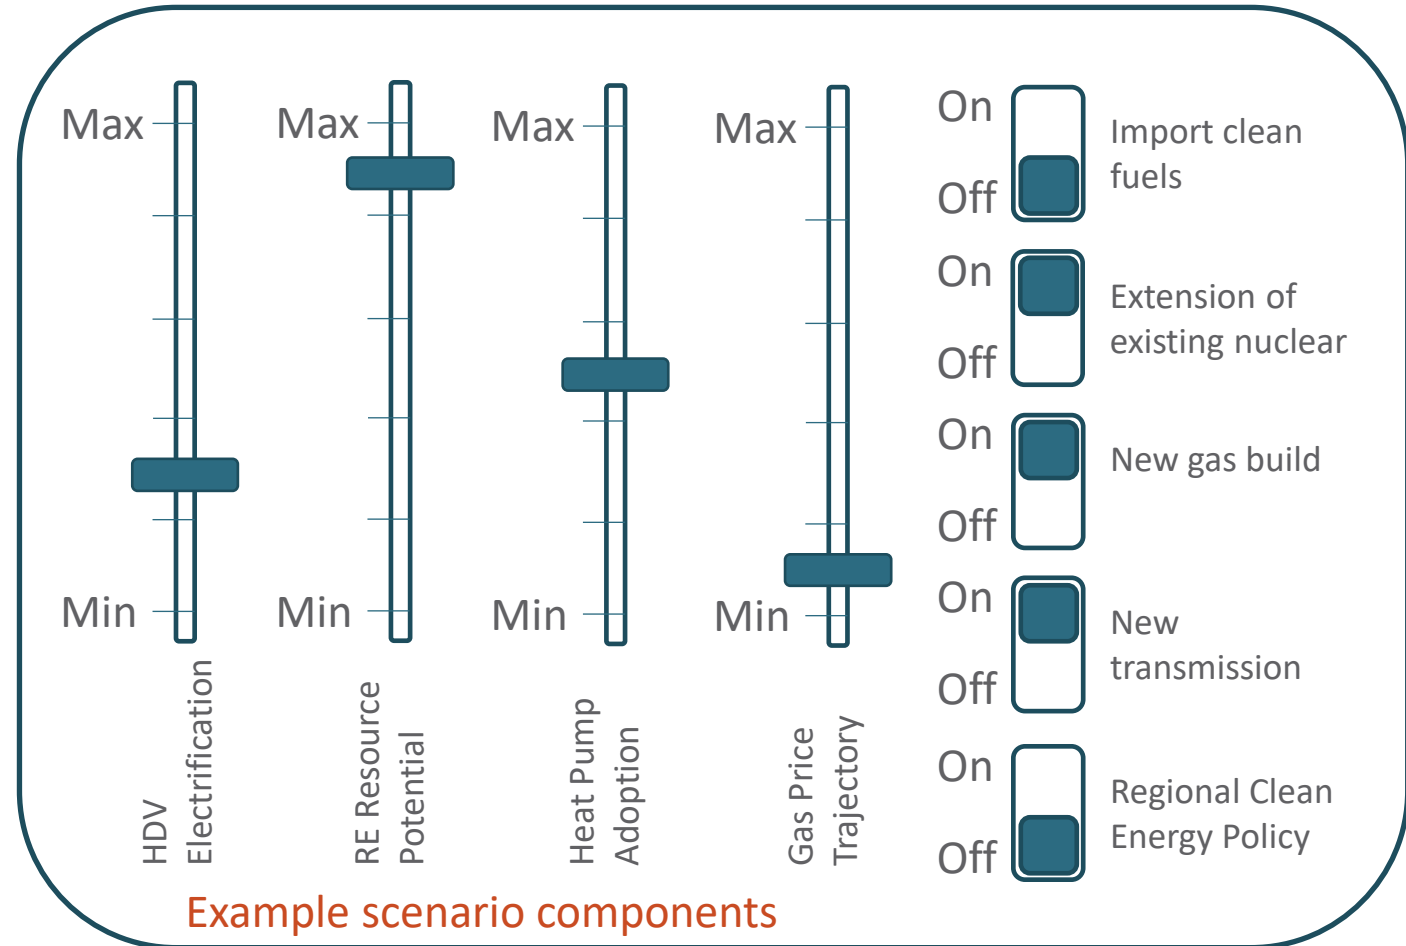 Max
Min
HDV
Electrification
Max
Min
RE Resource
Potential
Max
Min
Heat Pump
Adoption
Max
Min
Gas Price
Trajectory
On
Off
Import clean
fuels
On
Off
Extension of
existing nuclear
On
Off
New gas build
On
Off
New
transmission
On
Off
Regional Clean
Energy Policy
Example scenario components